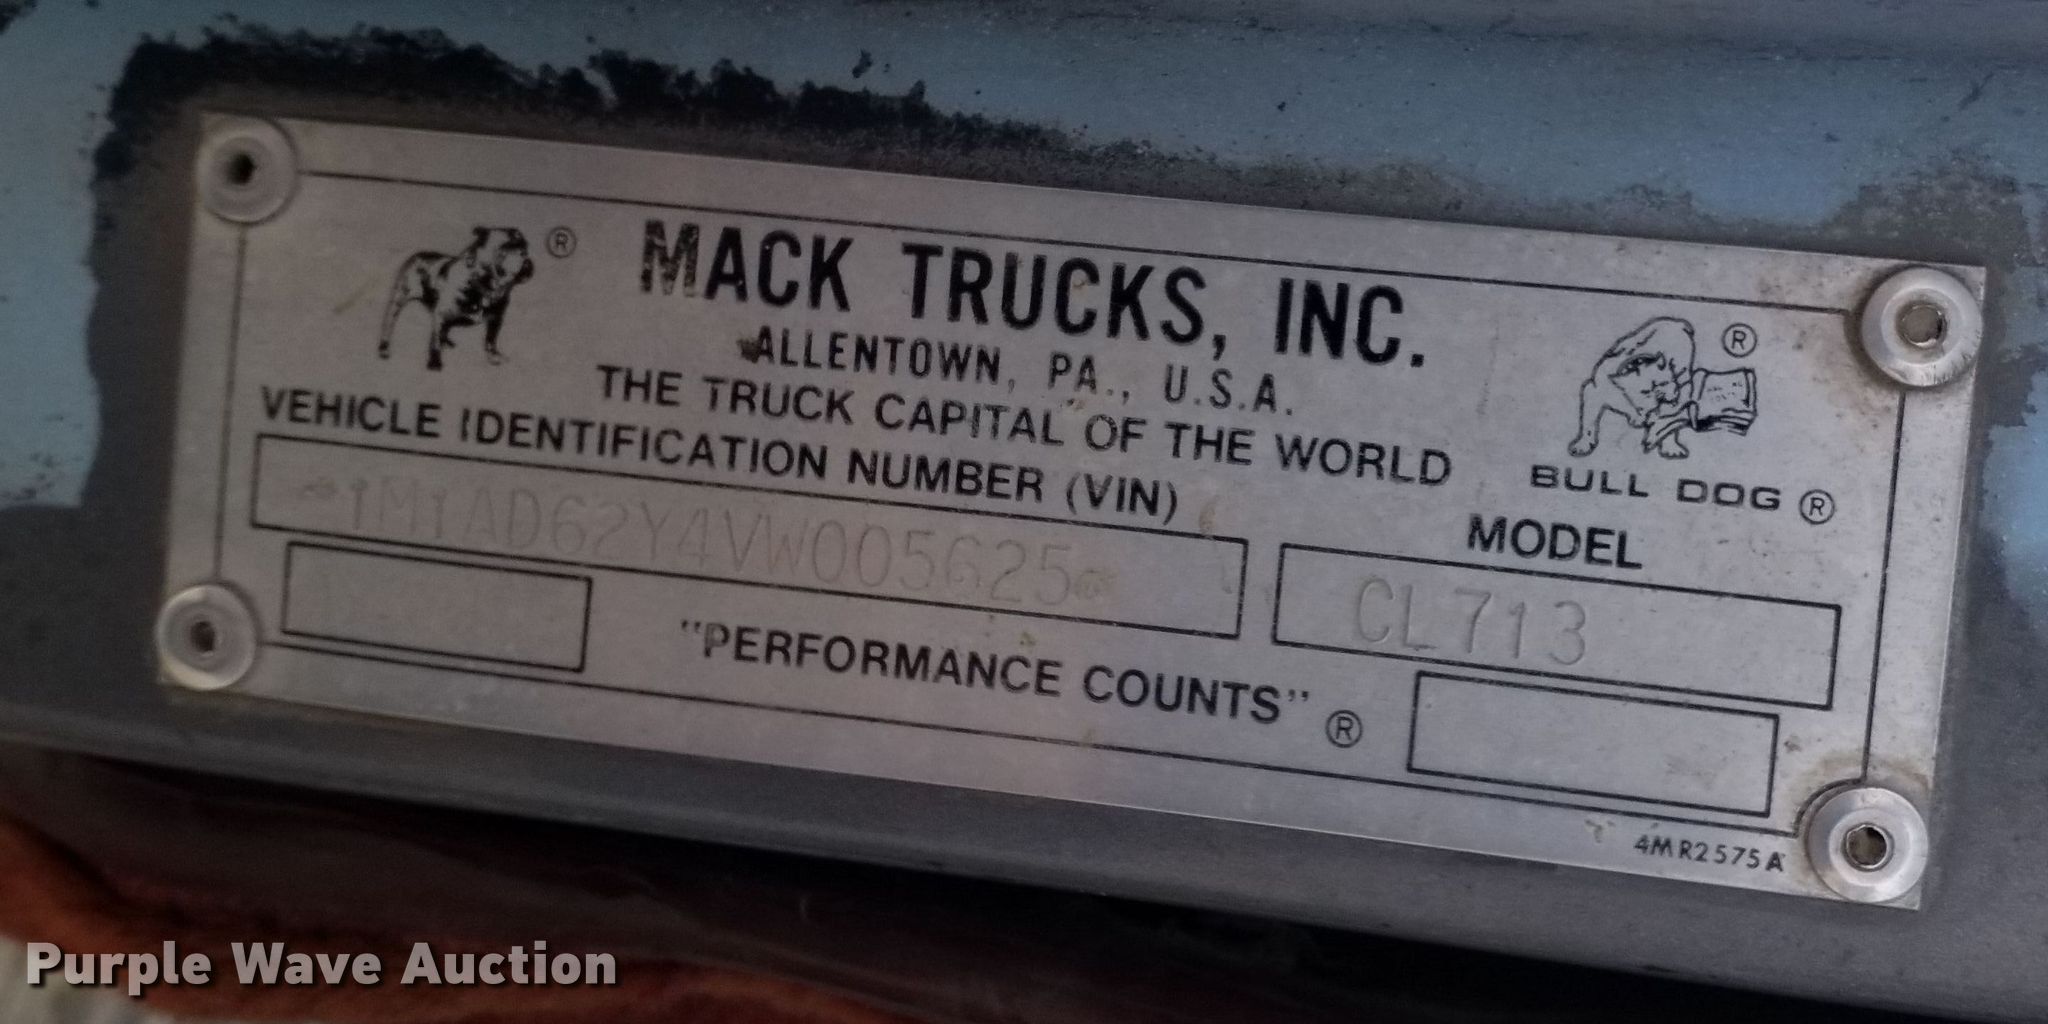 MACK TRUCKS, INC.
ALLENTOWN, PA., U.S.A.
THE TRUCK CAPITAL OF THE WORLD
BULL DOG ®
VEHICLE IDENTIFICATION NUMBER (VIN)
MODEL
1M1AD62Y4VW005625
CL713
"PERFORMANCE COUNTS" ®
4MR2575A
Purple Wave Auction